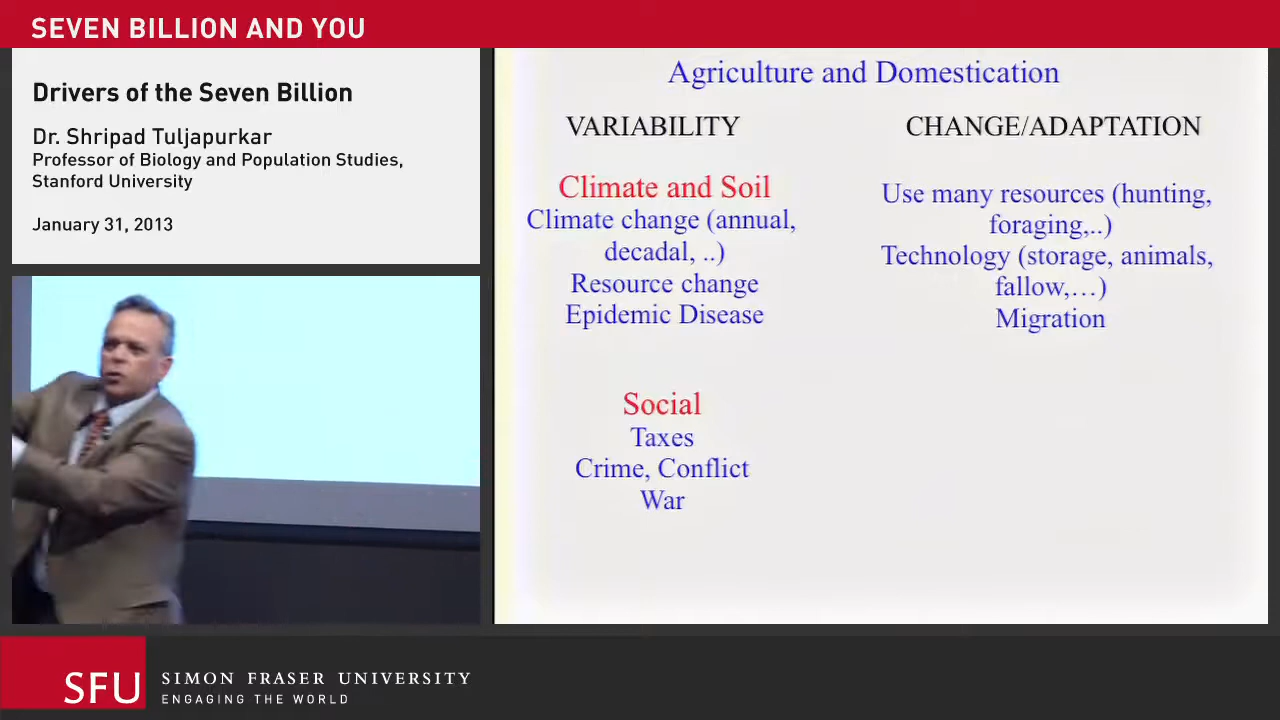 SEVEN BILLION AND YOU
Drivers of the Seven Billion
Dr. Shripad Tuljapurkar
Professor of Biology and Population Studies,
Stanford University
January 31, 2013
Agriculture and Domestication
VARIABILITY
Climate and Soil
Climate change (annual,
decadal, ..)
Resource change
Epidemic Disease
Social
Taxes
Crime, Conflict
War
CHANGE/ADAPTATION
Use many resources (hunting,
foraging,..)
Technology (storage, animals,
fallow,…)
Migration
SFU
SIMON FRASER UNIVERSITY
ENGAGING THE WORLD